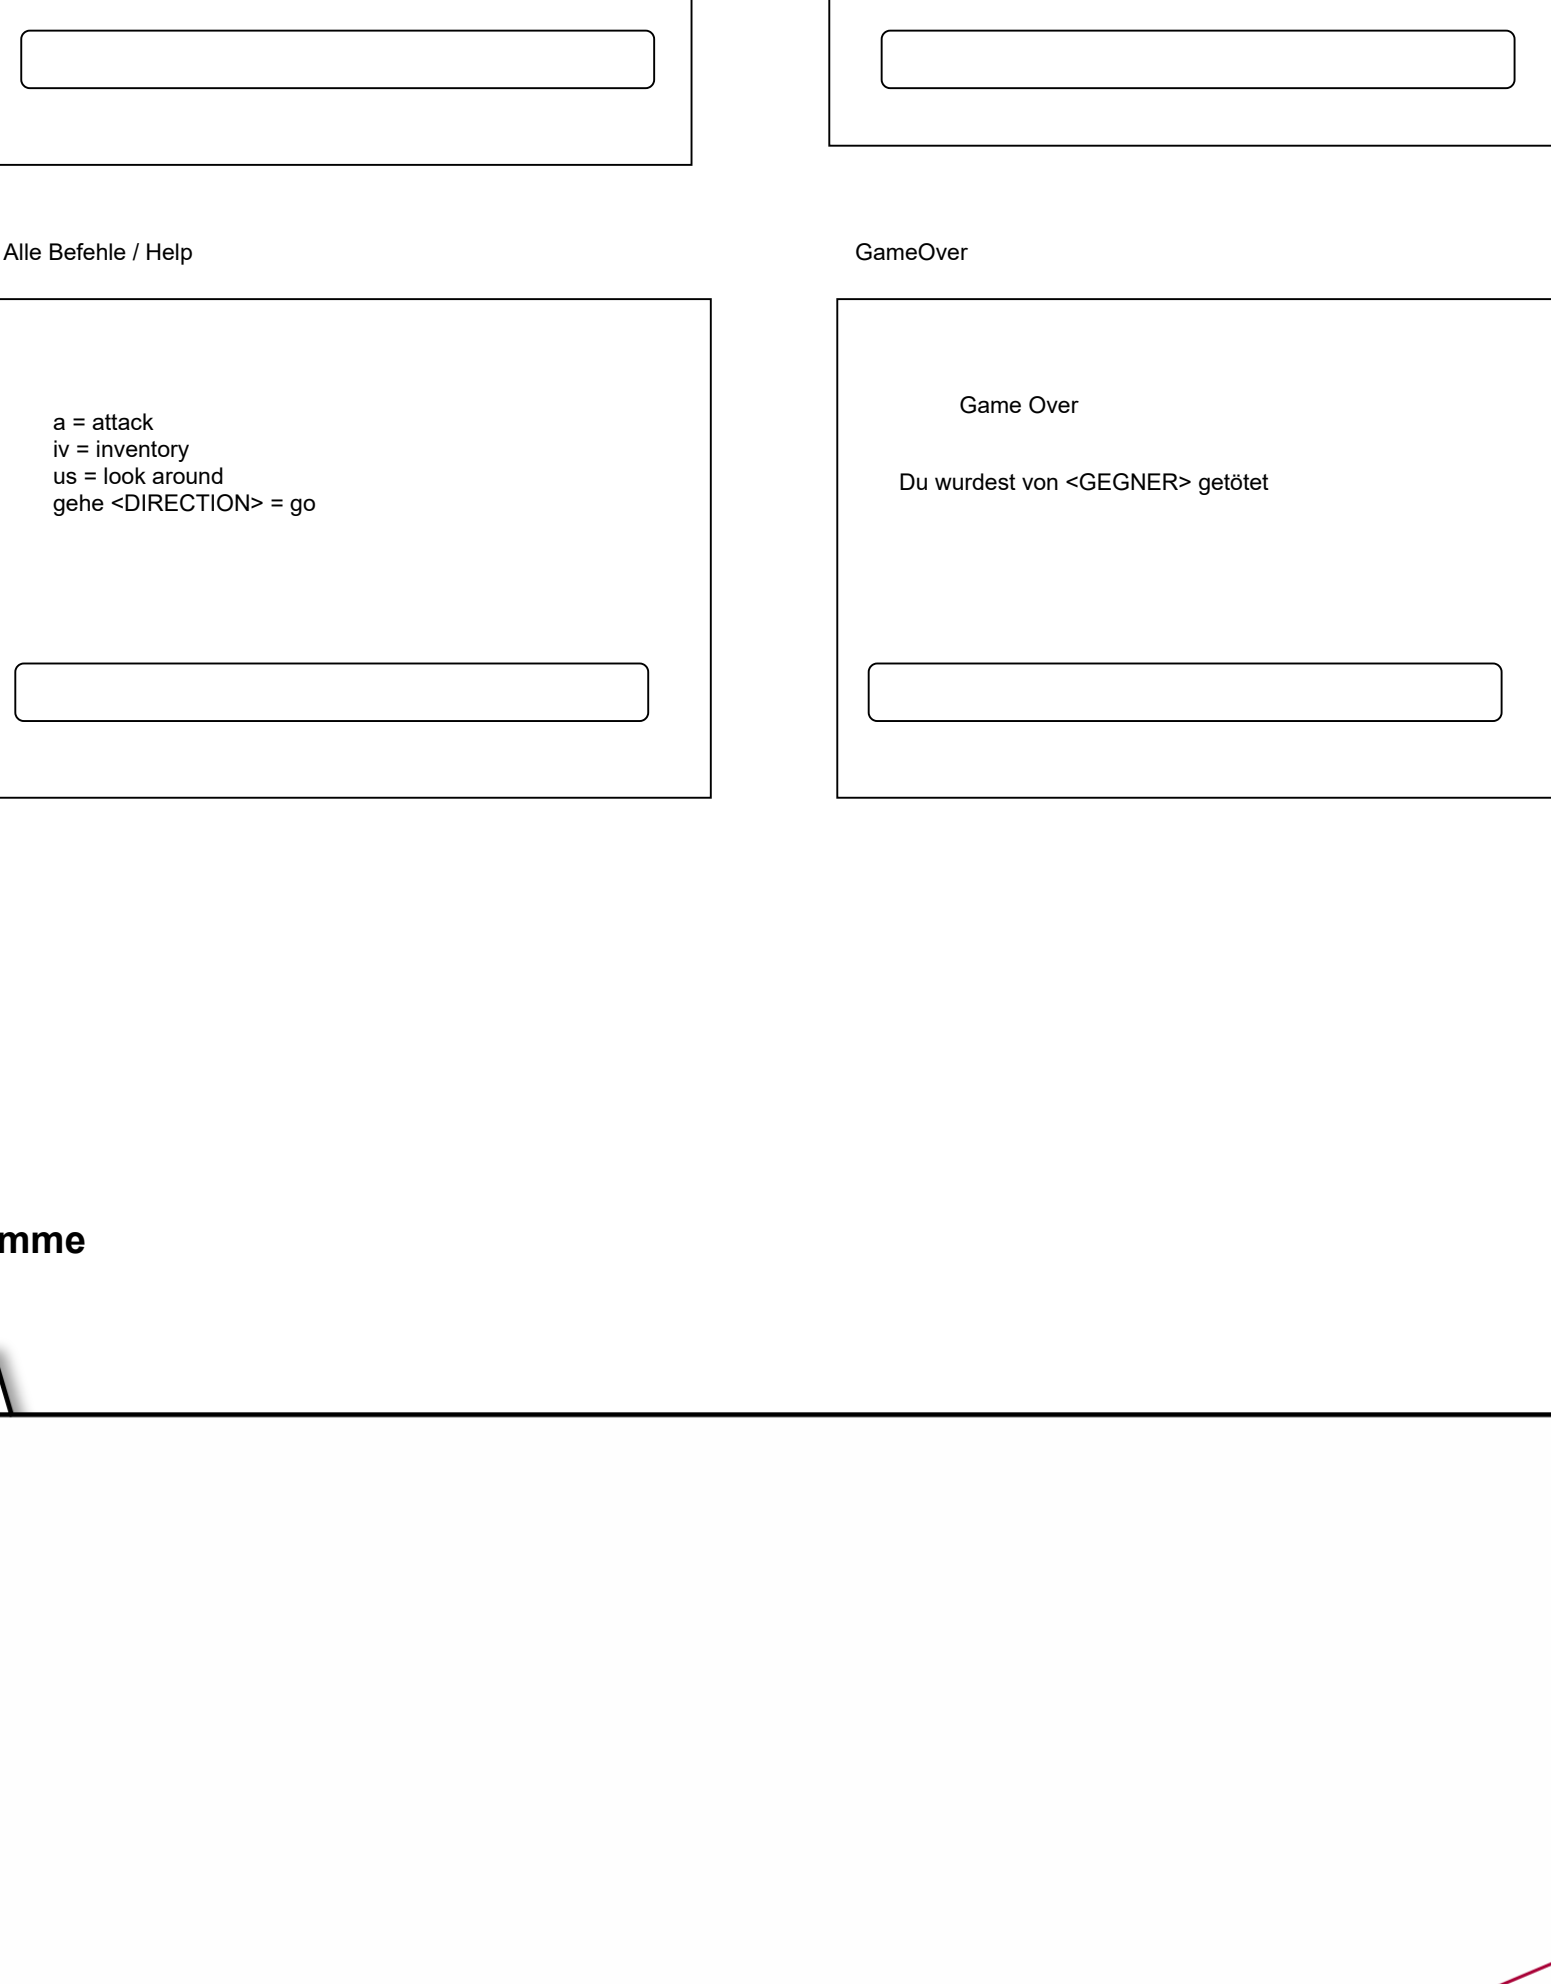 Alle Befehle / Help
a = attack
iv = inventory
us = look around
gehe <DIRECTION> = go
GameOver
Game Over
Du wurdest von <GEGNER> getötet
mme